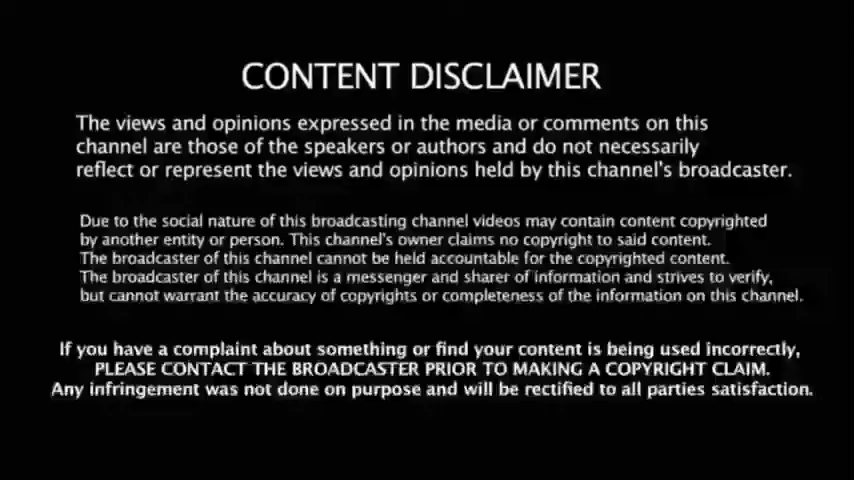 CONTENT DISCLAIMER
The views and opinions expressed in the media or comments on this
channel are those of the speakers or authors and do not necessarily
reflect or represent the views and opinions held by this channel's broadcaster.
Due to the social nature of this broadcasting channel videos may contain content copyrighted
by another entity or person. This channel's owner claims no copyright to said content.
The broadcaster of this channel cannot be held accountable for the copyrighted content.
The broadcaster of this channel is a messenger and sharer of information and strives to verify,
but cannot warrant the accuracy of copyrights or completeness of the information on this channel.
If you have a complaint about something or find your content is being used incorrectly,
PLEASE CONTACT THE BROADCASTER PRIOR TO MAKING A COPYRIGHT CLAIM.
Any infringement was not done on purpose and will be rectified to all parties satisfaction.